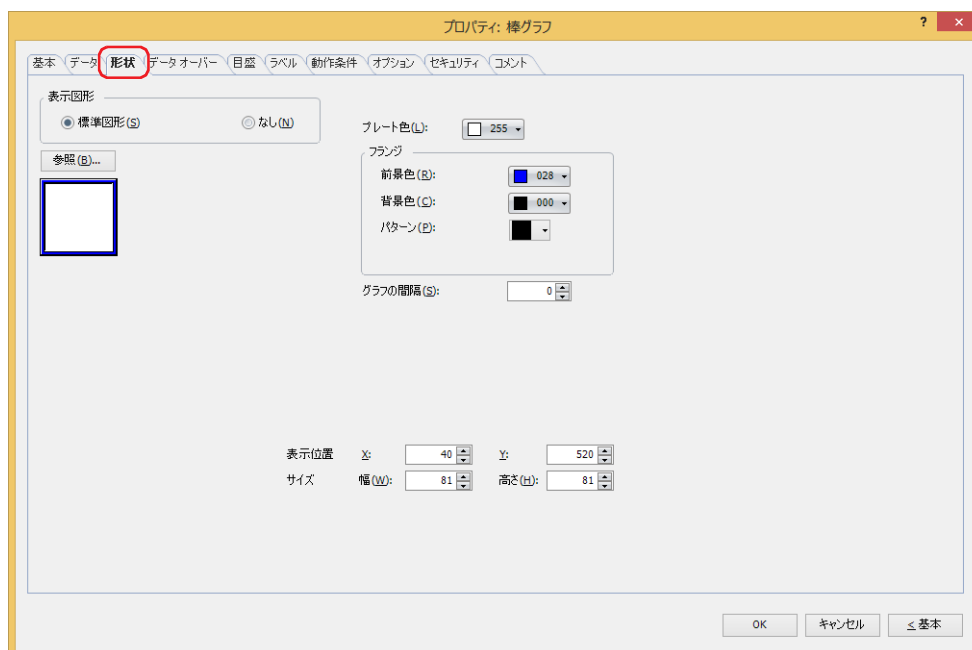 プロパティ: 棒グラフ
? ×
基本 データ 形状 データオーバー 目盛 ラベル 動作条件 オプション セキュリティ コメント
表示図形
標準図形(S) なし(N)
参照(B)...
プレート色(L): 255
フランジ
前景色(R): 028
背景色(C): 000
パターン(P):
グラフの間隔(S): 0
表示位置 X: 40 Y: 520
サイズ 幅(W): 81 高さ(H): 81
OK キャンセル <基本